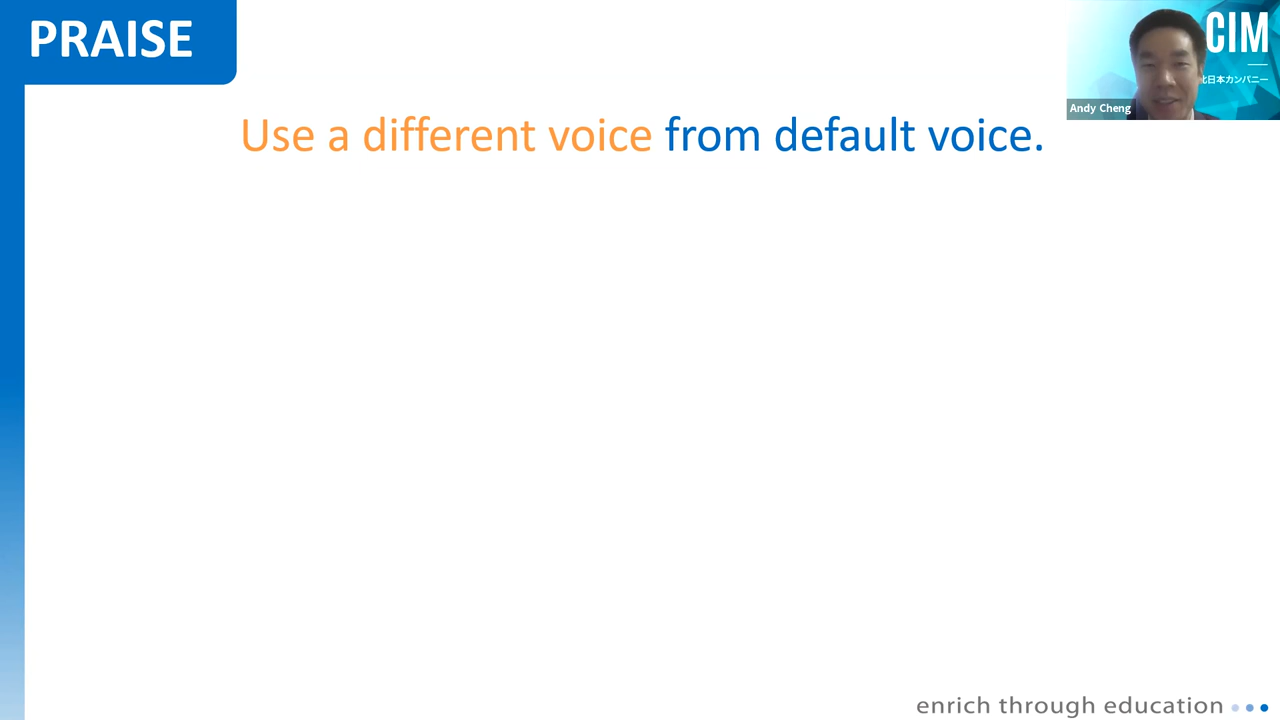 PRAISE
CIM
北日本カンパニー
Andy Cheng
Use a different voice from default voice.
enrich through education